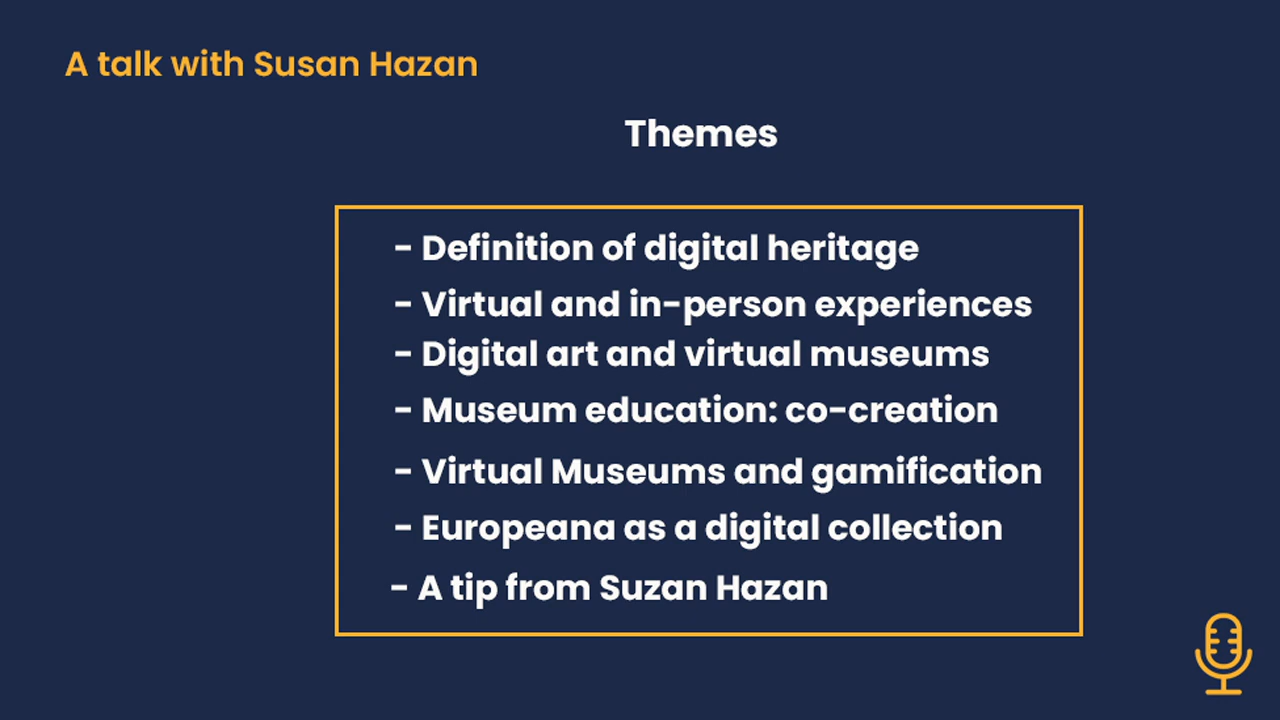 A talk with Susan Hazan
Themes
- Definition of digital heritage
- Virtual and in-person experiences
- Digital art and virtual museums
- Museum education: co-creation
- Virtual Museums and gamification
- Europeana as a digital collection
- A tip from Suzan Hazan